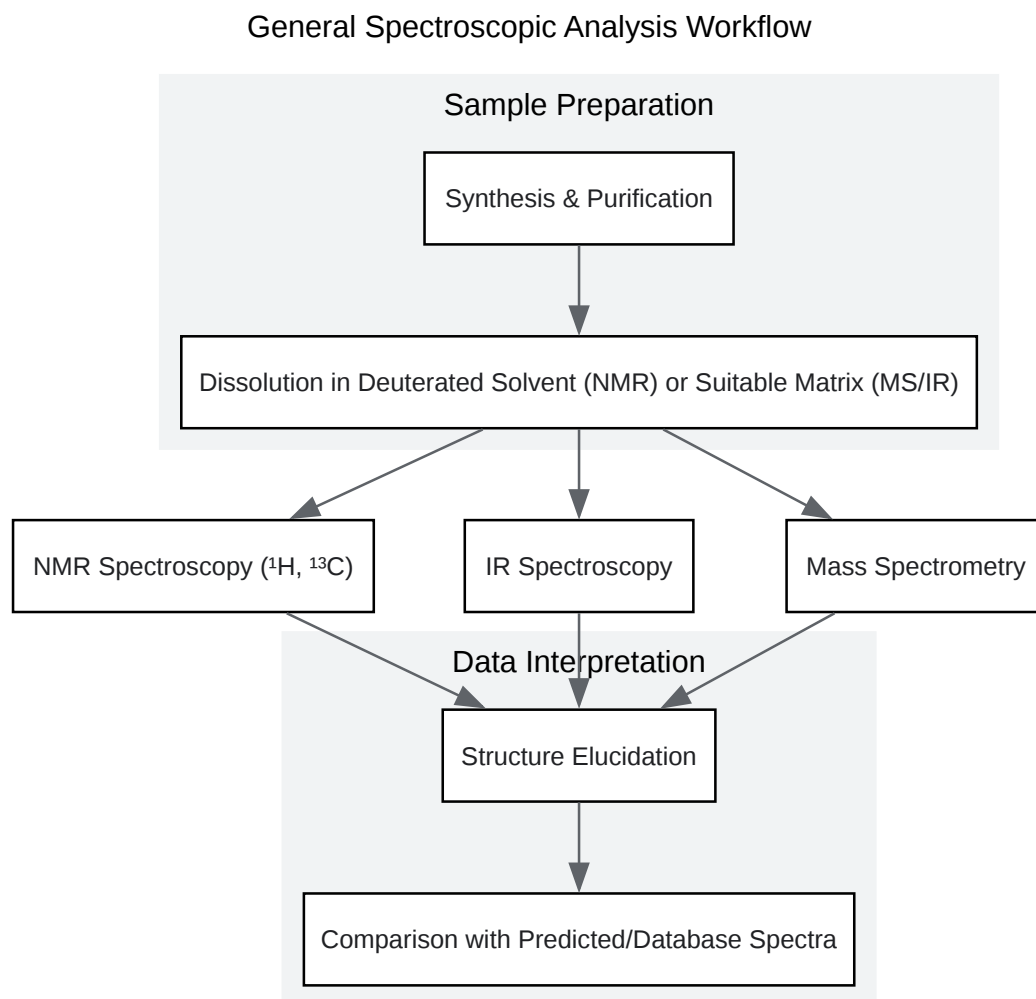 General Spectroscopic Analysis Workflow
Sample Preparation
Synthesis & Purification
Dissolution in Deuterated Solvent (NMR) or Suitable Matrix (MS/IR)
NMR Spectroscopy (¹H, ¹³C)
IR Spectroscopy
Mass Spectrometry
Data Interpretation
Structure Elucidation
Comparison with Predicted/Database Spectra